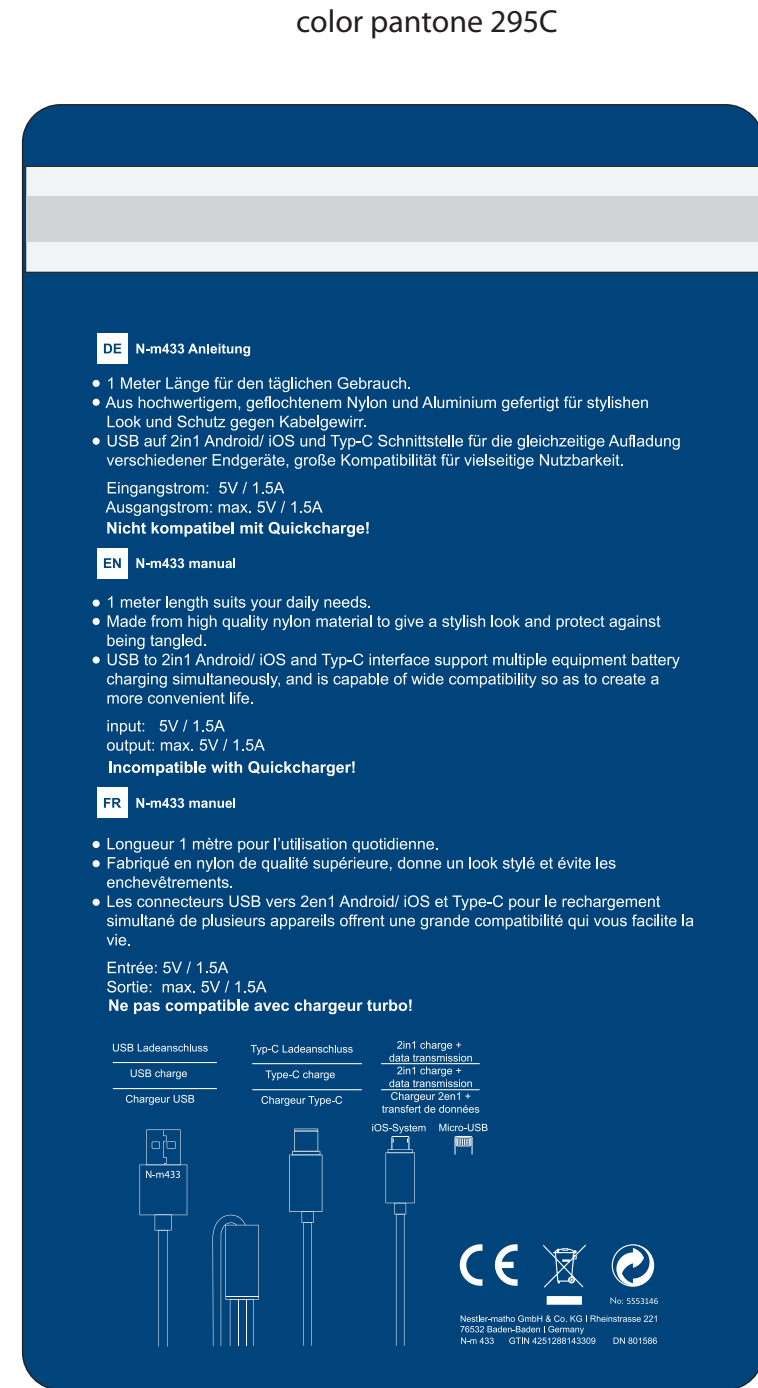 color pantone 295C
DE N-m433 Anleitung
● 1 Meter Länge für den täglichen Gebrauch.
● Aus hochwertigem, geflochtenem Nylon und Aluminium gefertigt für stylishen
Look und Schutz gegen Kabelgewirr.
● USB auf 2in1 Android/ iOS und Typ-C Schnittstelle für die gleichzeitige Aufladung
verschiedener Endgeräte, große Kompatibilität für vielseitige Nutzbarkeit.
Eingangstrom: 5V / 1.5A
Ausgangstrom: max. 5V / 1.5A
Nicht kompatibel mit Quickcharge!
EN N-m433 manual
● 1 meter length suits your daily needs.
● Made from high quality nylon material to give a stylish look and protect against
being tangled.
● USB to 2in1 Android/ iOS and Typ-C interface support multiple equipment battery
charging simultaneously, and is capable of wide compatibility so as to create a
more convenient life.
input: 5V / 1.5A
output: max. 5V / 1.5A
Incompatible with Quickcharger!
FR N-m433 manuel
● Longueur 1 mètre pour l'utilisation quotidienne.
● Fabriqué en nylon de qualité supérieure, donne un look stylé et évite les
enchevêtrements.
● Les connecteurs USB vers 2en1 Android/ iOS et Type-C pour le rechargement
simultané de plusieurs appareils offrent une grande compatibilité qui vous facilite la
vie.
Entrée: 5V / 1.5A
Sortie: max. 5V / 1.5A
Ne pas compatible avec chargeur turbo!
USB Ladeanschluss
USB charge
Chargeur USB
Typ-C Ladeanschluss
Type-C charge
Chargeur Type-C
2in1 charge +
data transmission
2in1 charge +
data transmission
Chargeur 2en1 +
transfert de données
iOS-System Micro-USB
N-m433
CE
No: 5553146
Nestler-matho GmbH & Co. KG I Rheinstrasse 221
76532 Baden-Baden I Germany
N-m 433 GTIN 4251288143309 DN 801586